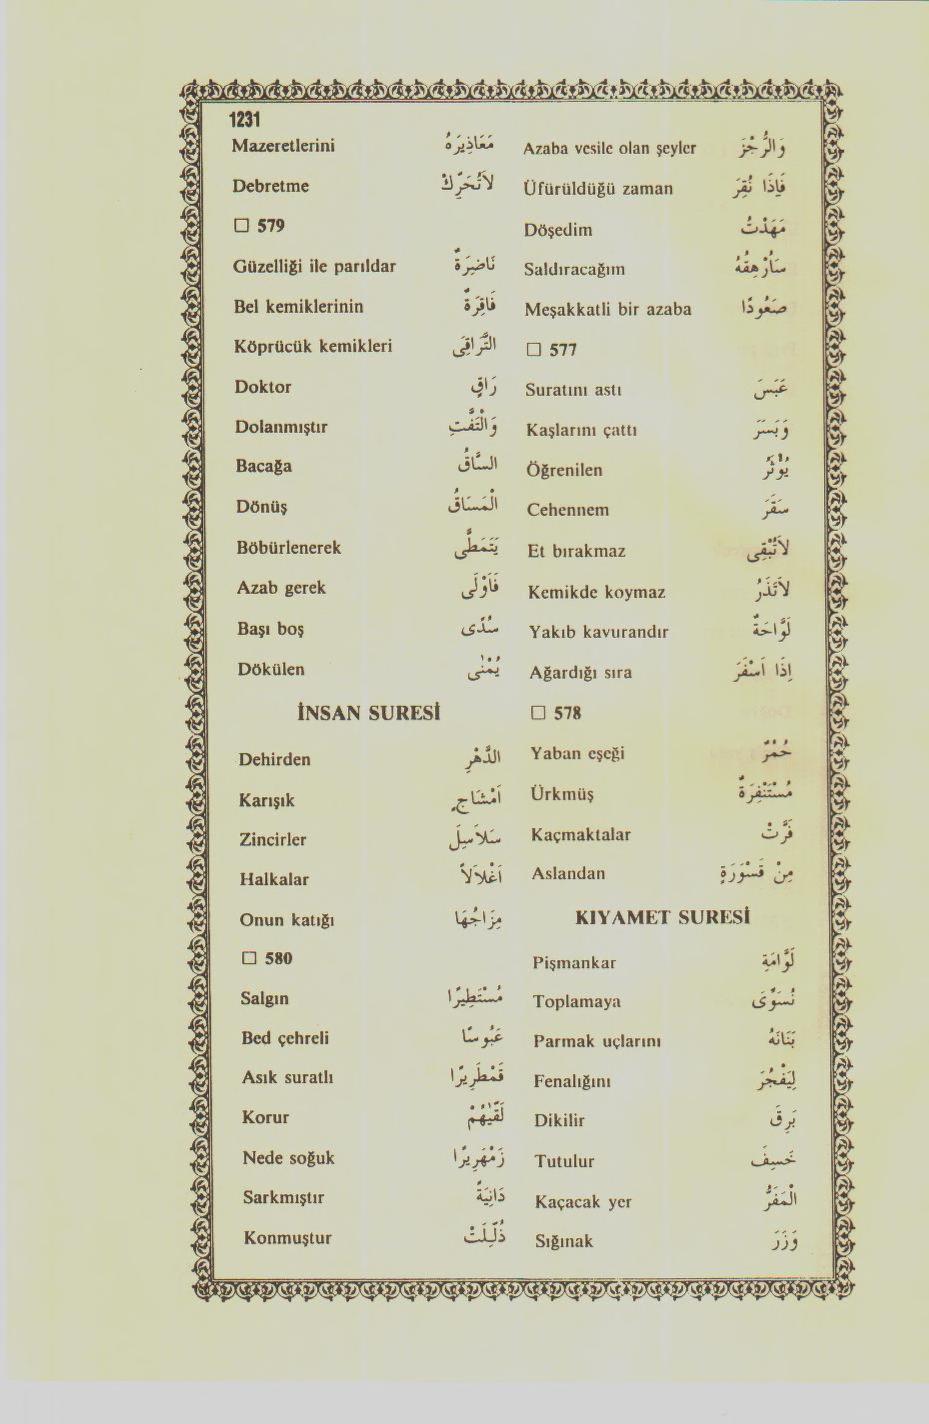 1231
Azaba vesile olan şeyler وَالرُّجْزَ
Üfürüldüğü zaman فَاِذَا نُقِرَ
Döşedim مَهَدْتُ
Saldıracağım سَاُرْهِقُهُ
Meşakkatli bir azaba صَعُودًا
□ 577
Suratını astı عَبَسَ
Kaşlarını çattı وَبَسَرَ
Öğrenilen يُؤْثَرُ
Cehennem سَقَرَ
Et bırakmaz لَاتُبْقِى
Kemikde koymaz لَاتَذَرُ
Yakıb kavurandır لَوَّاحَةٌ
Ağardığı sıra اِذَا اَسْفَرَ
□ 578
Yaban eşeği حُمُرٌ
Ürkmüş مُسْتَنْفِرَةٌ
Kaçmaktalar فَرَّتْ
Aslandan مِنْ قَسْوَرَةٍ
KIYAMET SURESİ
Pişmankar لَوَّامَةِ
Toplamaya نُسَوِّىَ
Parmak uçlarını بَنَانَهُ
Fenalığını لِيَفْجُرَ
Dikilir بَرِقَ
Tutulur خَسَفَ
Kaçacak yer الْمَفَرُّ
Sığınak وَزَرَ
Mazeretlerini مَعَاذِيرَهُ
Debretme لَاتُحَرِّكْ
□ 579
Güzelliği ile parıldar نَاضِرَةٌ
Bel kemiklerinin فَاقِرَةٌ
Köprücük kemikleri التَّرَاقِىَ
Doktor رَاقٍ
Dolanmıştır وَالْتَفَّتِ
Bacağa السَّاقُ
Dönüş الْمَسَاقُ
Böbürlenerek يَتَمَطَّى
Azab gerek فَاَوْلَى
Başı boş سُدًى
Dökülen يُمْنٰى
İNSAN SURESİ
Dehirden الدَّهْرِ
Karışık اَمْشَاجٍ
Zincirler سَلَاسِلَ
Halkalar اَغْلَالًا
Onun katığı مِزَاجُهَا
□ 580
Salgın مُسْتَطِيرًا
Bed çehreli عَبُوسًا
Asık suratlı قَمْطَرِيرًا
Korur لَقّٰيهُمْ
Nede soğuk زَمْهَرِيرًا
Sarkmıştır دَانِيَةً
Konmuştur ذُلِّلَتْ